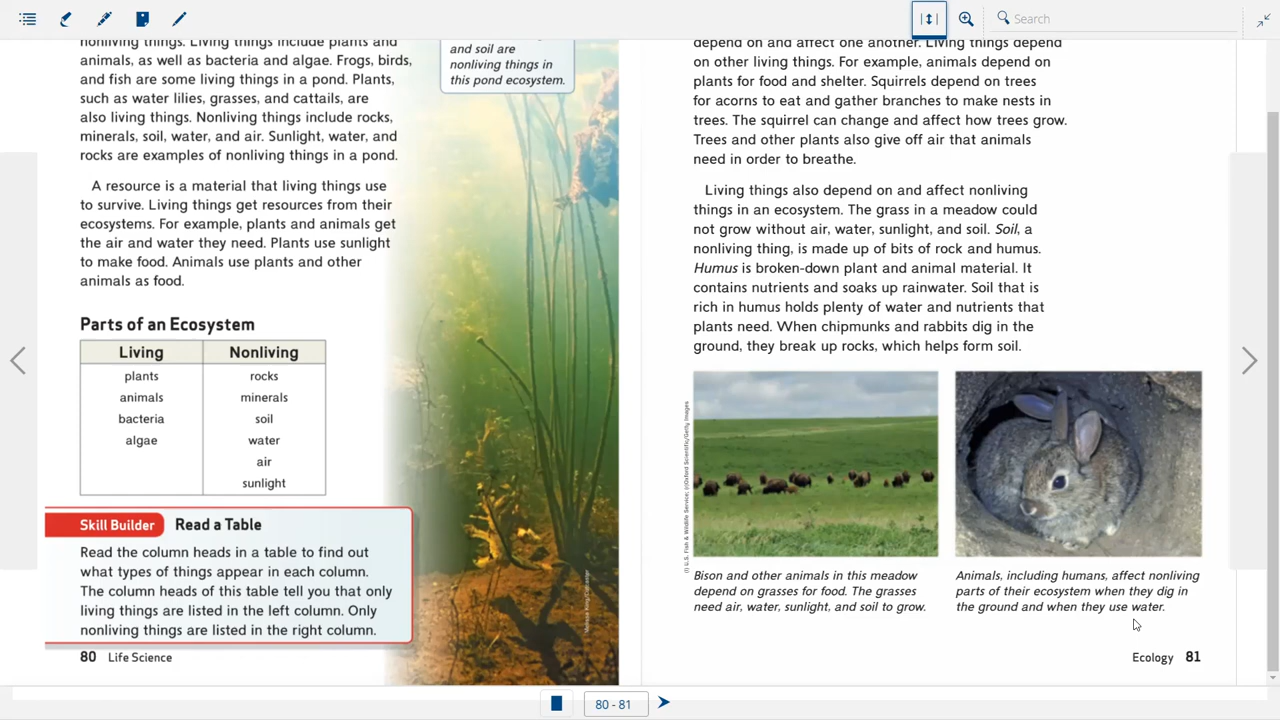 Search
nonliving things. Living things include plants and
animals, as well as bacteria and algae. Frogs, birds,
and fish are some living things in a pond. Plants,
such as water lilies, grasses, and cattails, are
also living things. Nonliving things include rocks,
minerals, soil, water, and air. Sunlight, water, and
rocks are examples of nonliving things in a pond.
A resource is a material that living things use
to survive. Living things get resources from their
ecosystems. For example, plants and animals get
the air and water they need. Plants use sunlight
to make food. Animals use plants and other
animals as food.
Parts of an Ecosystem
Living Nonliving
plants rocks
animals minerals
bacteria soil
algae water
air
sunlight
Skill Builder Read a Table
Read the column heads in a table to find out
what types of things appear in each column.
The column heads of this table tell you that only
living things are listed in the left column. Only
nonliving things are listed in the right column.
80 Life Science
and soil are
nonliving things in
this pond ecosystem.
depend on and affect one another. Living things depend
on other living things. For example, animals depend on
plants for food and shelter. Squirrels depend on trees
for acorns to eat and gather branches to make nests in
trees. The squirrel can change and affect how trees grow.
Trees and other plants also give off air that animals
need in order to breathe.
Living things also depend on and affect nonliving
things in an ecosystem. The grass in a meadow could
not grow without air, water, sunlight, and soil. Soil, a
nonliving thing, is made up of bits of rock and humus.
Humus is broken-down plant and animal material. It
contains nutrients and soaks up rainwater. Soil that is
rich in humus holds plenty of water and nutrients that
plants need. When chipmunks and rabbits dig in the
ground, they break up rocks, which helps form soil.
(l) U.S. Fish & Wildlife Service; (r)Oxford Scientific/Getty Images
Bison and other animals in this meadow
depend on grasses for food. The grasses
need air, water, sunlight, and soil to grow.
Animals, including humans, affect nonliving
parts of their ecosystem when they dig in
the ground and when they use water.
Ecology 81
80 - 81